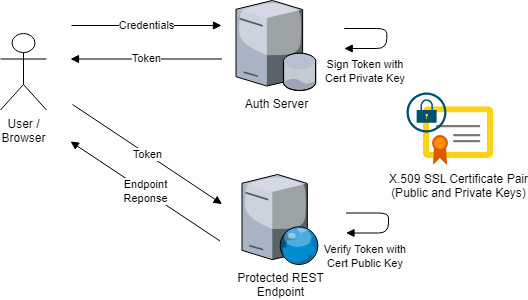 Credentials
Token
Sign Token with
Cert Private Key
Auth Server
User /
Browser
Token
Endpoint
Reponse
X.509 SSL Certificate Pair
(Public and Private Keys)
Verify Token with
Cert Public Key
Protected REST
Endpoint